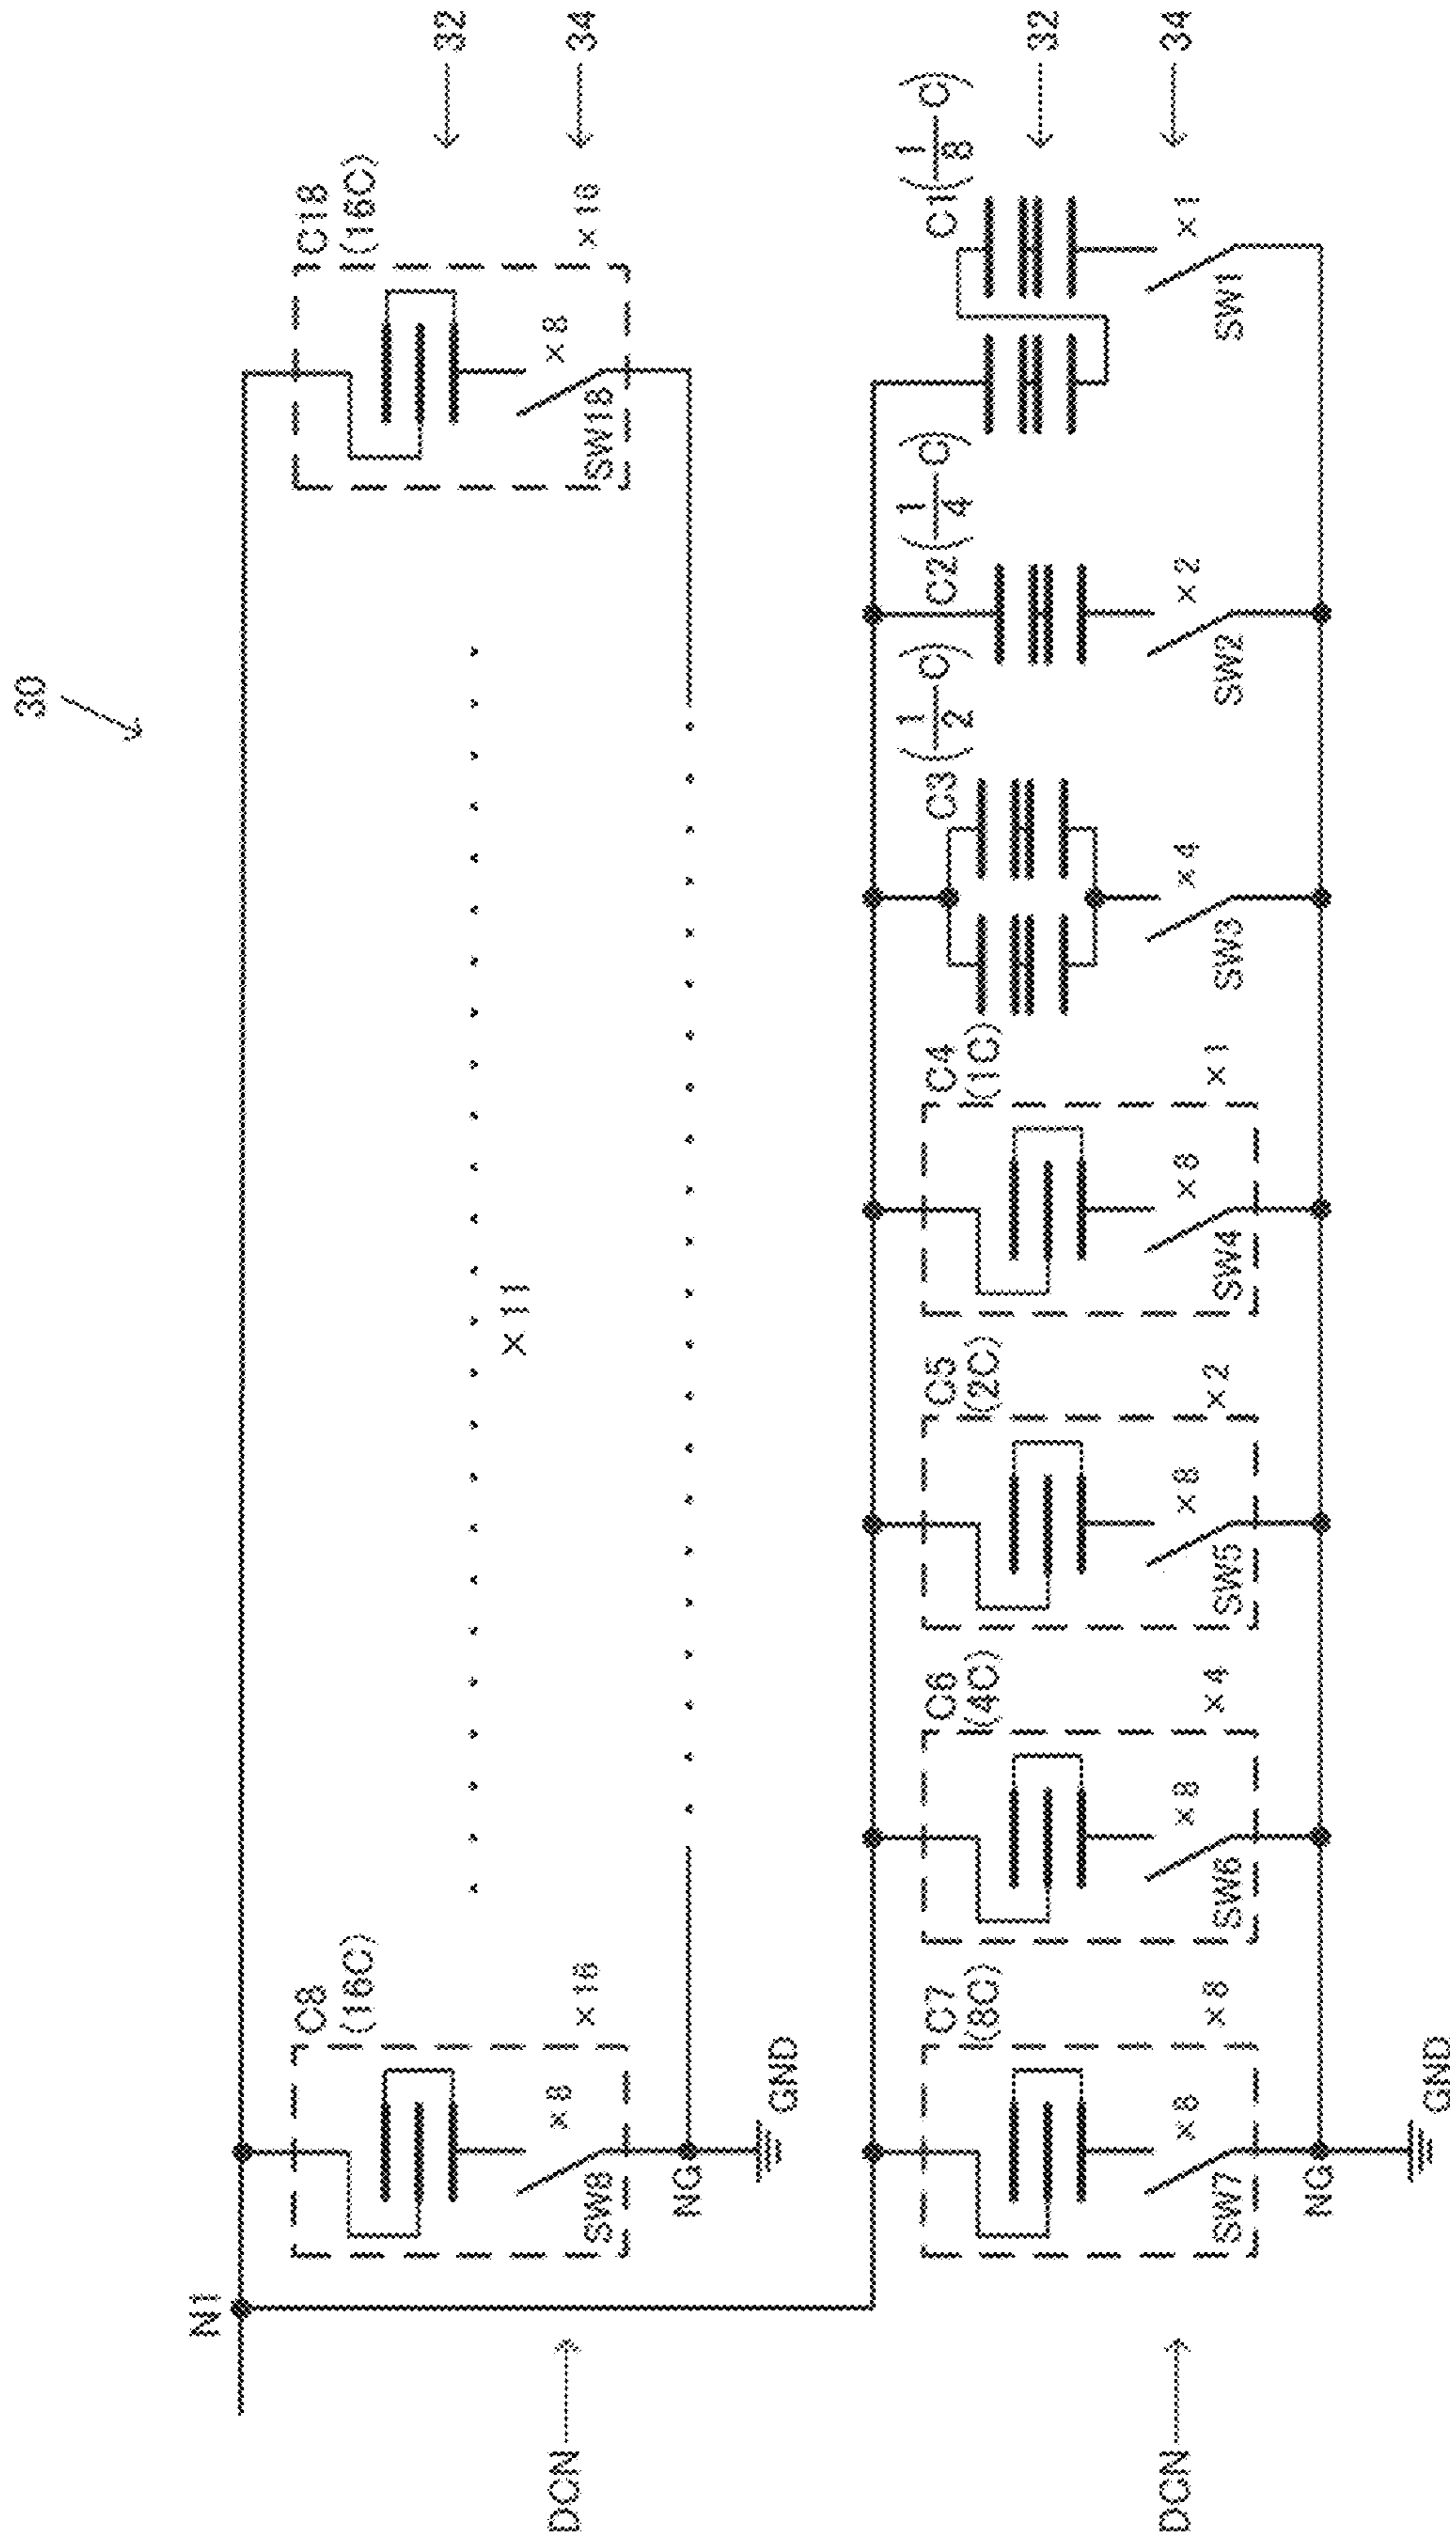 30
N1
C8
(16C)
×16
×8
SW8
NG
GND
×11
C18
(16C)
×16
×8
SW18
32
34
DCN
C7
(8C)
×8
×8
SW7
NG
GND
C6
(4C)
×4
×8
SW6
C5
(2C)
×2
×8
SW5
C4
(1C)
×1
×8
SW4
C3
(1/2 C)
×4
SW3
C2
(1/4 C)
×2
SW2
C1
(1/8 C)
×1
SW1
32
34
DCN